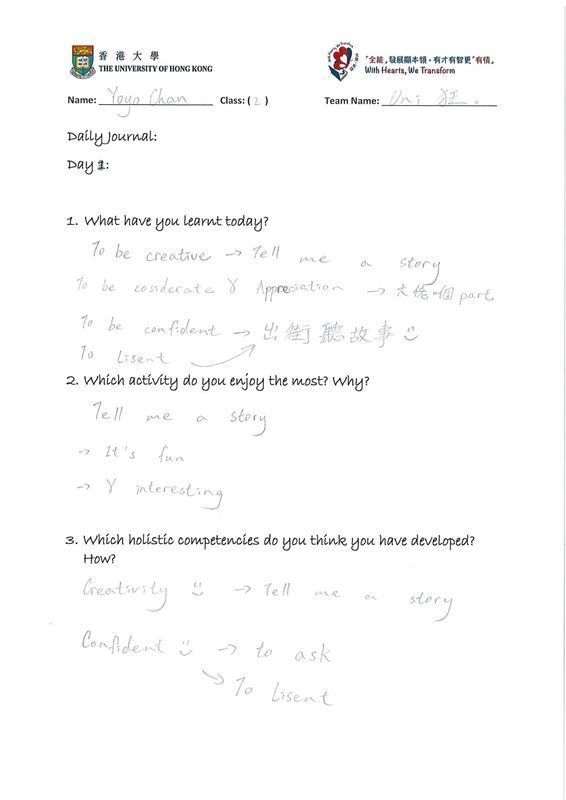 香港大學
THE UNIVERSITY OF HONG KONG
「全能」發展顯本領，有才有智更「有情」
With Hearts, We Transform
Name: Yoyo Chan Class: (2) Team Name: Uni 狂.
Daily Journal:
Day 1:
1. What have you learnt today?
To be creative → Tell me a story
To be cosiderate & Appreciation → 大佬個 part
To be confident → 出街聽故事
To Lisent
2. Which activity do you enjoy the most? Why?
Tell me a story
→ It's fun
→ & interesting
3. Which holistic competencies do you think you have developed?
How?
Creativity → Tell me a story
Confident → to ask
To Lisent